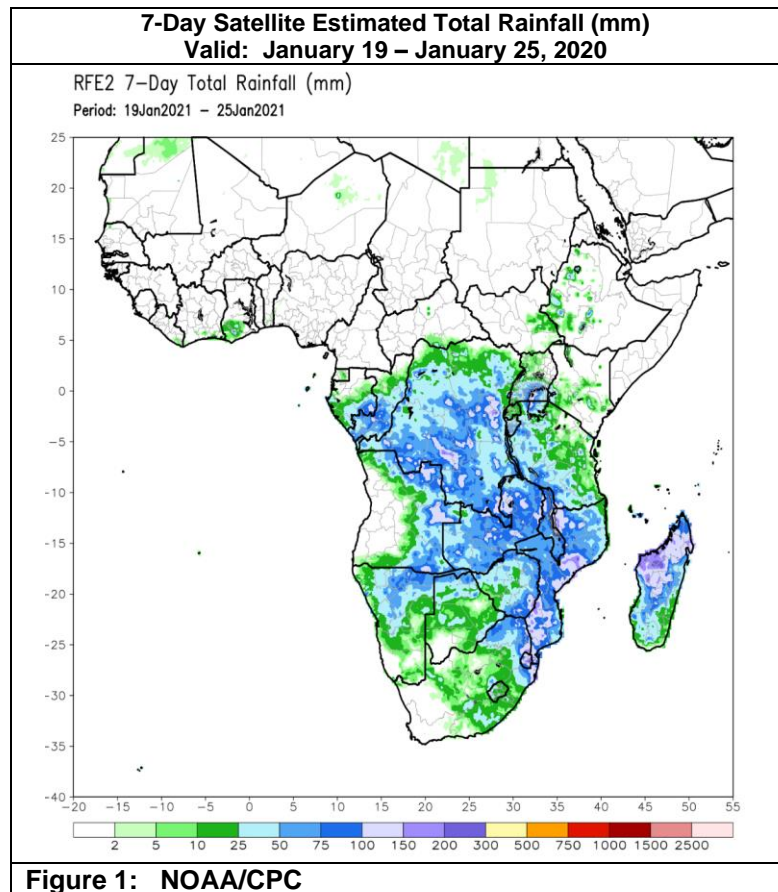 7-Day Satellite Estimated Total Rainfall (mm)
Valid: January 19 – January 25, 2020
RFE2 7-Day Total Rainfall (mm)
Period: 19Jan2021 – 25Jan2021
25
20
15
10
5
0
-5
-10
-15
-20
-25
-30
-35
-40
-20 -15 -10 -5 0 5 10 15 20 25 30 35 40 45 50 55
2 5 10 25 50 75 100 150 200 300 500 750 1000 1500 2500
Figure 1: NOAA/CPC